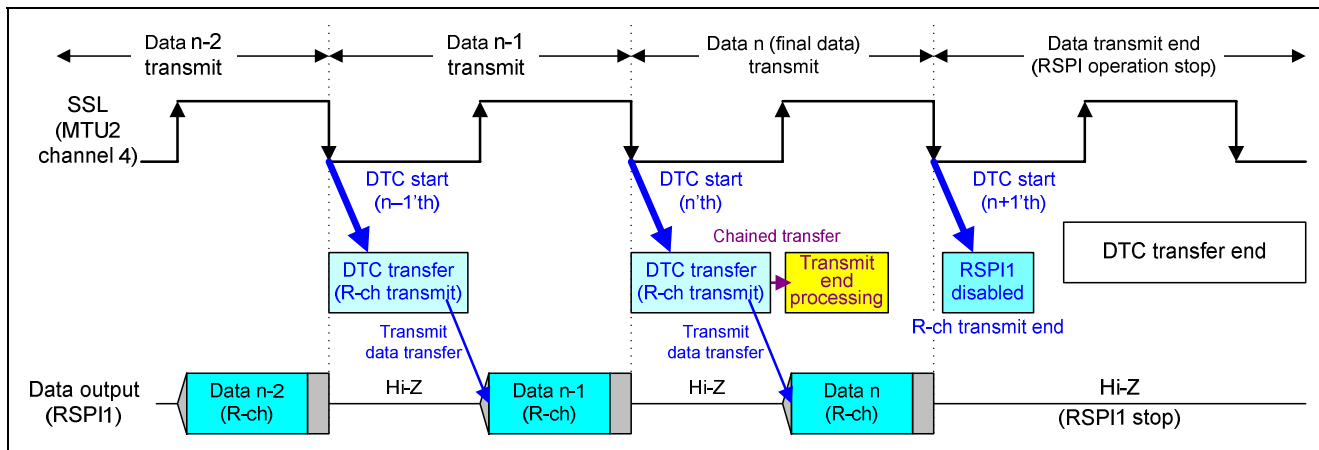 Data n-2
transmit
Data n-1
transmit
Data n (final data)
transmit
Data transmit end
(RSPI operation stop)
SSL
(MTU2
channel 4)
DTC start
(n–1'th)
DTC start
(n'th)
DTC start
(n+1'th)
Chained transfer
DTC transfer
(R-ch transmit)
DTC transfer
(R-ch transmit)
Transmit
end
processing
RSPI1
disabled
DTC transfer end
R-ch transmit end
Transmit
data transfer
Transmit
data transfer
Data output
(RSPI1)
Data n-2
(R-ch)
Hi-Z
Data n-1
(R-ch)
Hi-Z
Data n
(R-ch)
Hi-Z
(RSPI1 stop)